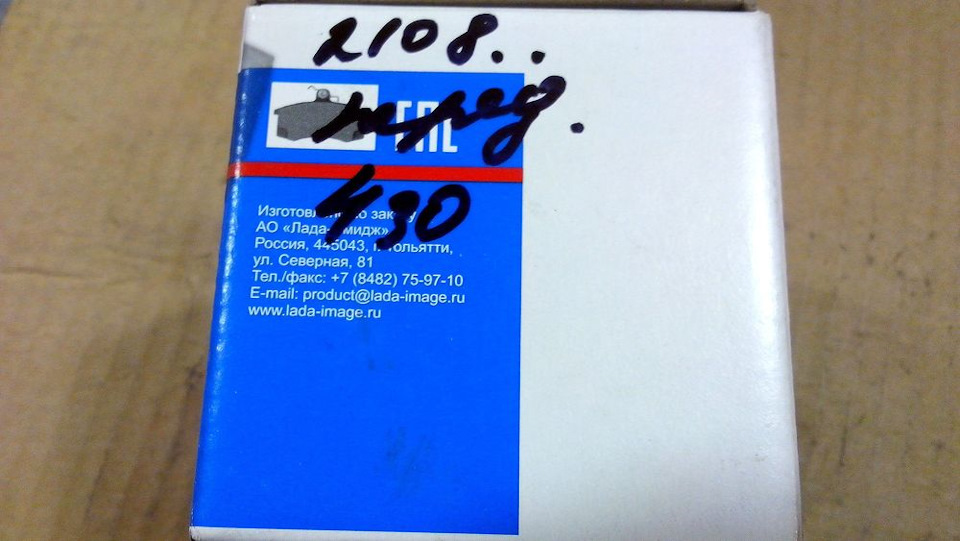 2108..
перед.
430
Изготовлено по заказу
АО «Лада-Имидж»
Россия, 445043, г. Тольятти,
ул. Северная, 81
Тел./факс: +7 (8482) 75-97-10
E-mail: product@lada-image.ru
www.lada-image.ru